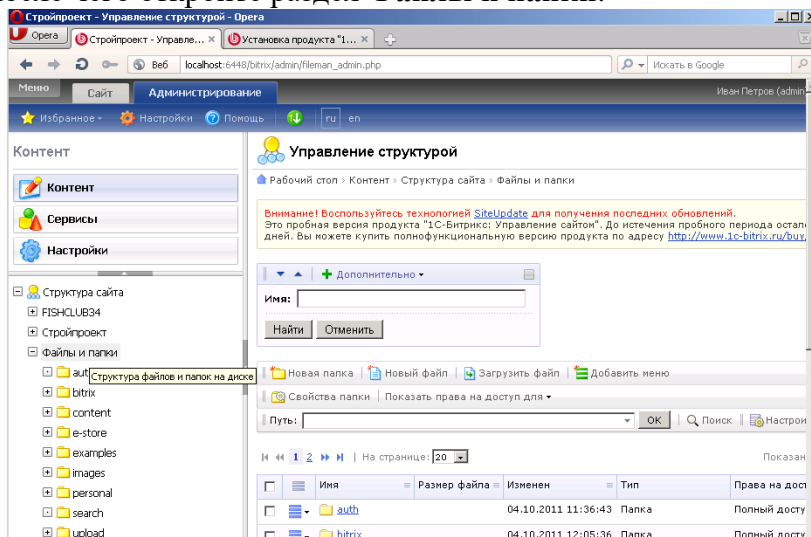 Стройпроект - Управление структурой - Opera
Opera
Стройпроект - Управле...
Установка продукта "1...
Веб
localhost:6448/bitrix/admin/fileman_admin.php
Искать в Google
Меню
Сайт
Администрирование
Иван Петров (admin
Избранное
Настройки
Помощь
ru
en
Контент
Контент
Сервисы
Настройки
Структура сайта
FISHCLUB34
Стройпроект
Файлы и папки
aut
Структура файлов и папок на диске
bitrix
content
e-store
examples
images
personal
search
upload
Управление структурой
Рабочий стол › Контент › Структура сайта › Файлы и папки
Внимание! Воспользуйтесь технологией SiteUpdate для получения последних обновлений.
Это пробная версия продукта "1С-Битрикс: Управление сайтом". До истечения пробного периода остал
дней. Вы можете купить полнофункциональную версию продукта по адресу http://www.1c-bitrix.ru/buy,
Дополнительно
Имя:
Найти Отменить
Новая папка | Новый файл | Загрузить файл | Добавить меню
Свойства папки | Показать права на доступ для
Путь: OK Поиск Настрои
1 2 | На странице: 20 Показан
Имя Размер файла Изменен Тип Права на дост
auth 04.10.2011 11:36:43 Папка Полный досту
bitrix 04.10.2011 12:05:36 Папка Полный досту